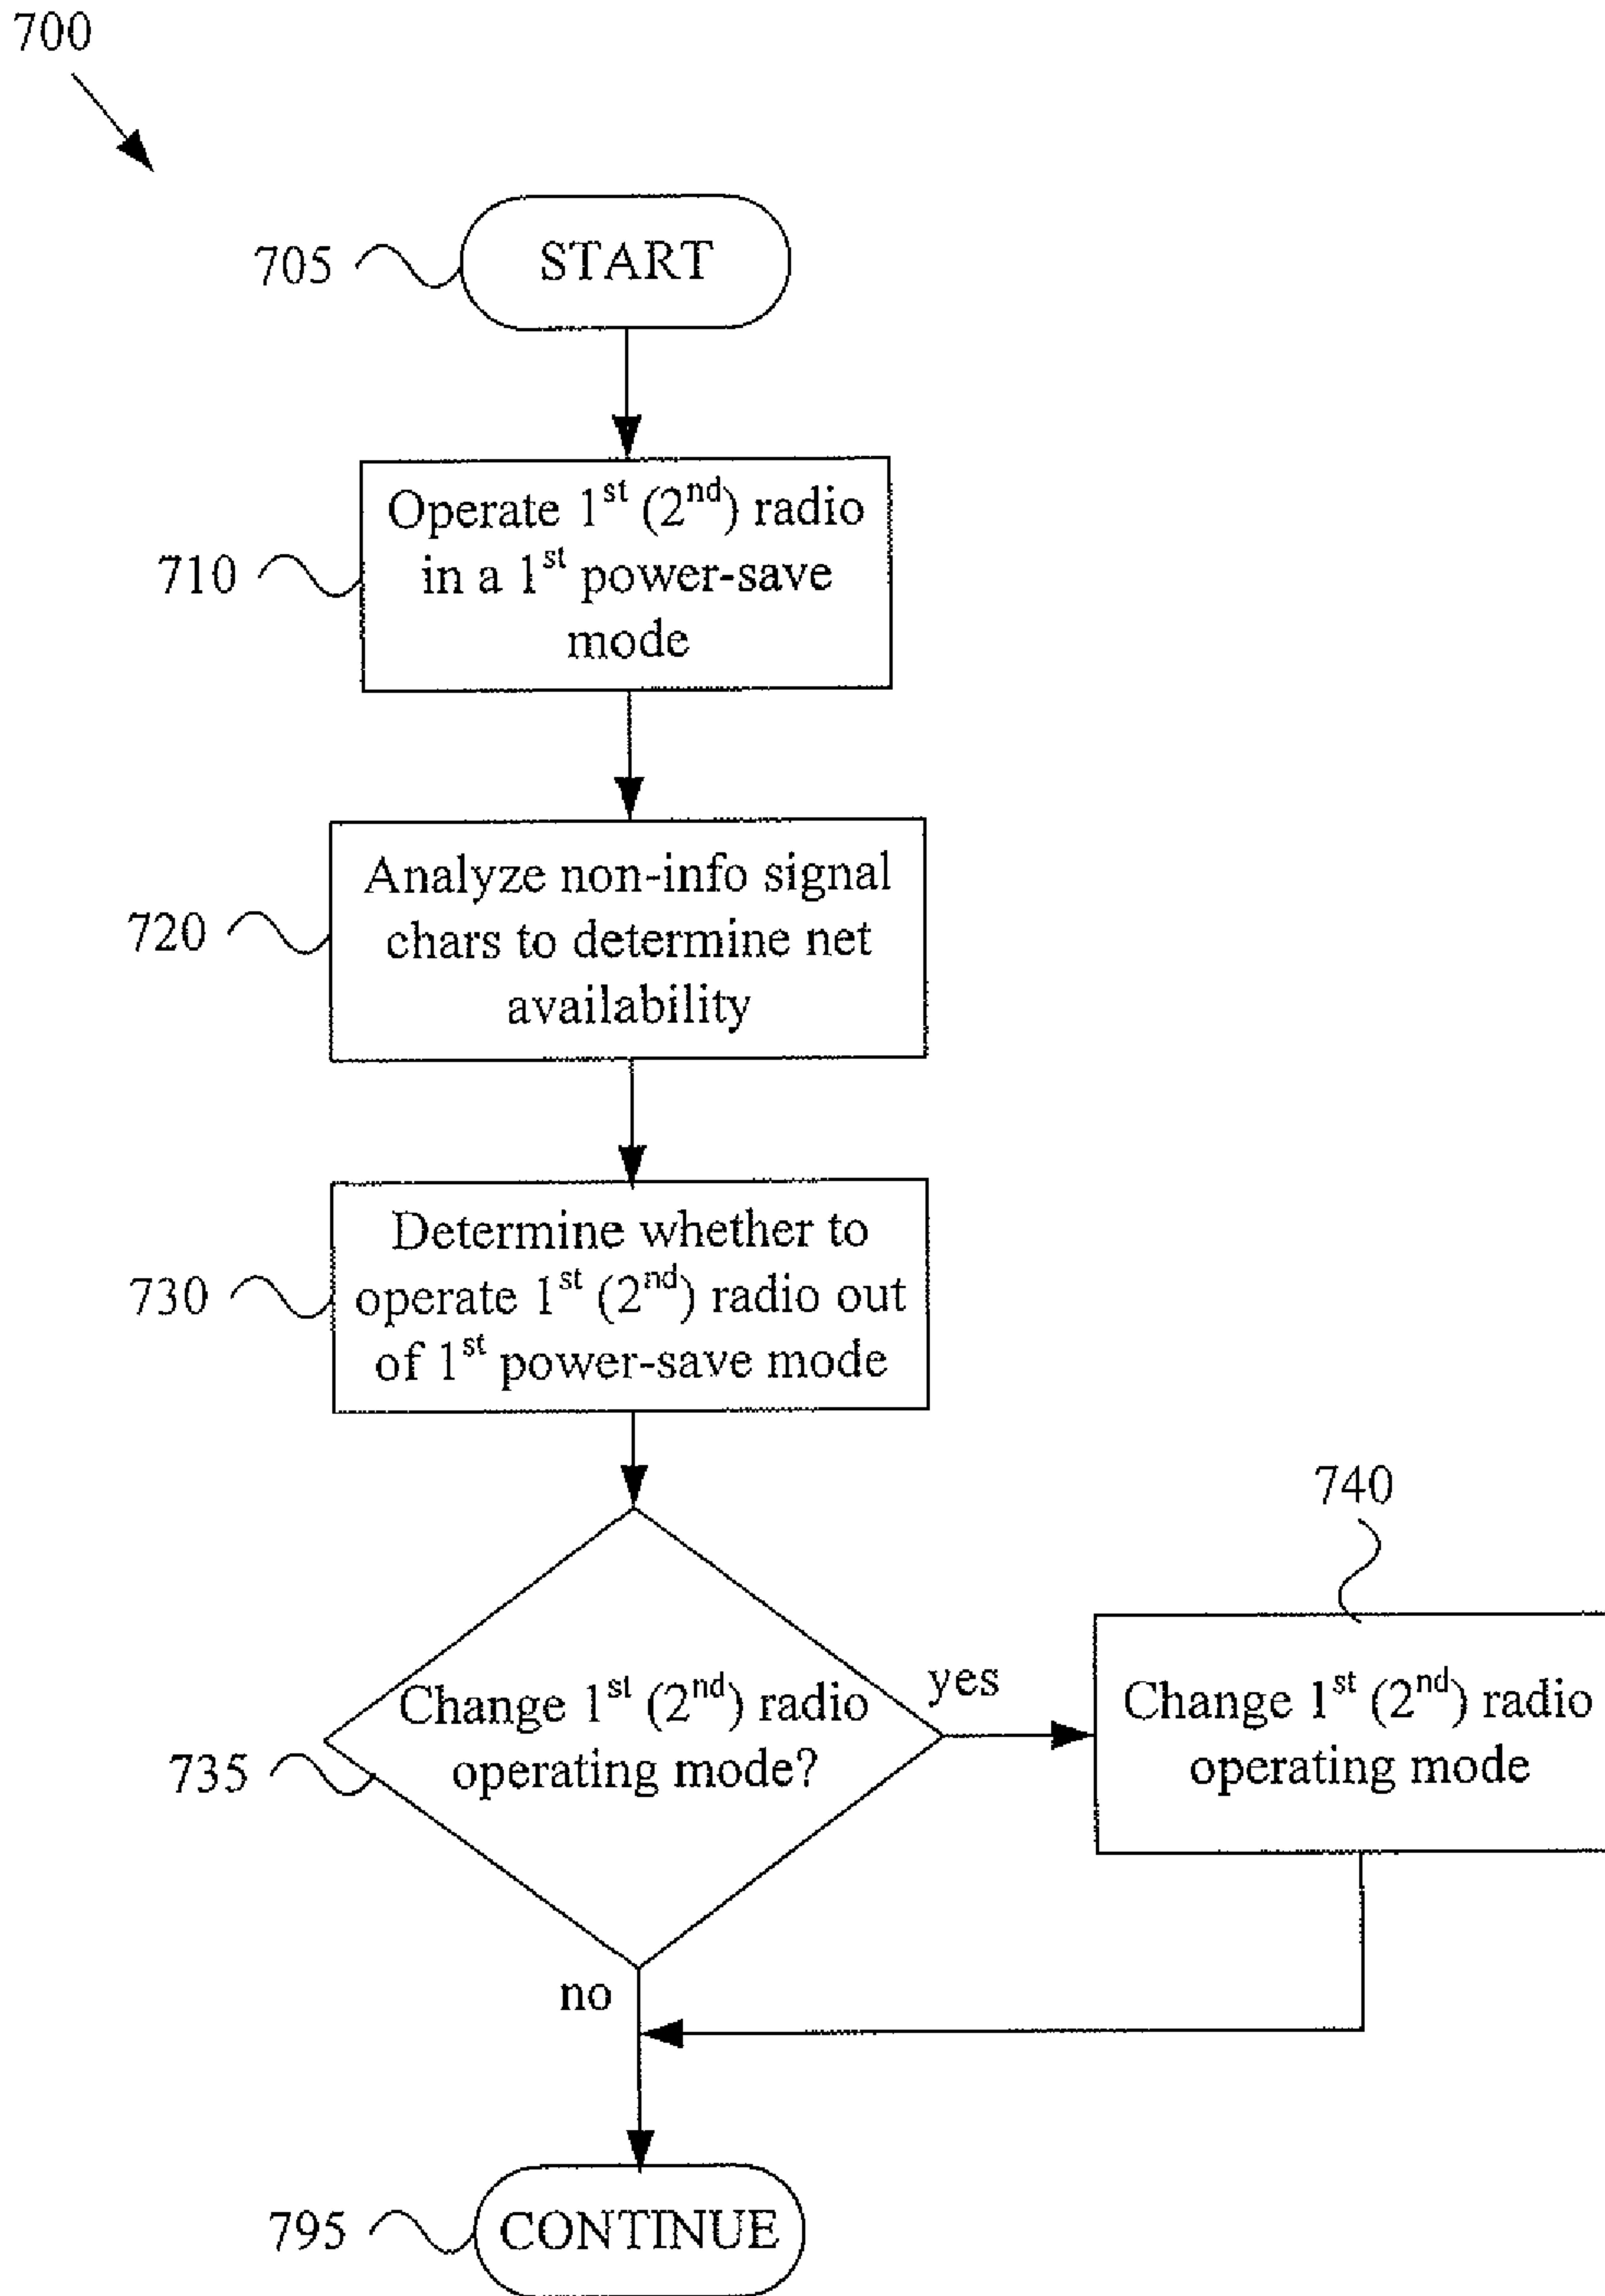 700
705
START
710
Operate 1st (2nd) radio
in a 1st power-save
mode
720
Analyze non-info signal
chars to determine net
availability
730
Determine whether to
operate 1st (2nd) radio out
of 1st power-save mode
735
Change 1st (2nd) radio
operating mode?
yes
740
Change 1st (2nd) radio
operating mode
no
795
CONTINUE